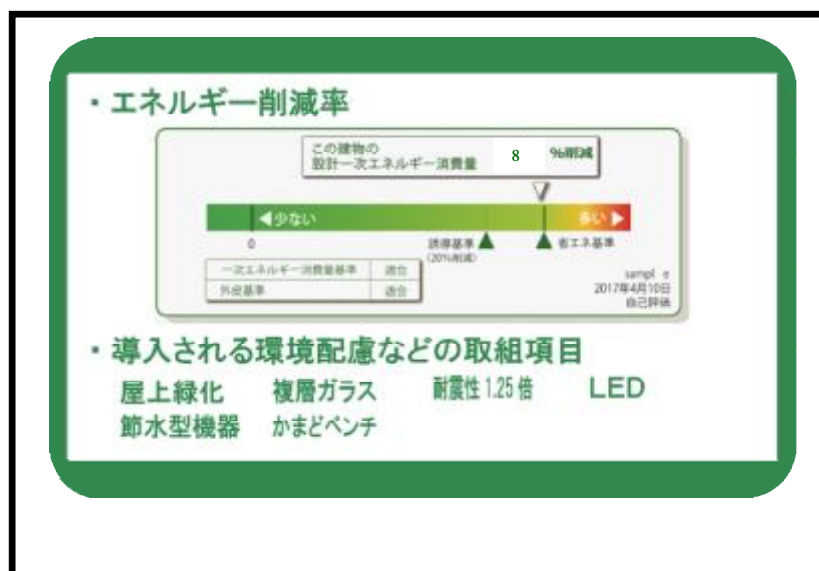 ・エネルギー削減率
この建物の
設計一次エネルギー消費量 8 %削減
◀少ない 多い▶
0 誘導基準 省エネ基準
(20%削減)
一次エネルギー消費量基準 適合
外皮基準 適合
sampl e
2017年4月10日
自己評価
・導入される環境配慮などの取組項目
屋上緑化 複層ガラス 耐震性1.25倍 LED
節水型機器 かまどベンチ